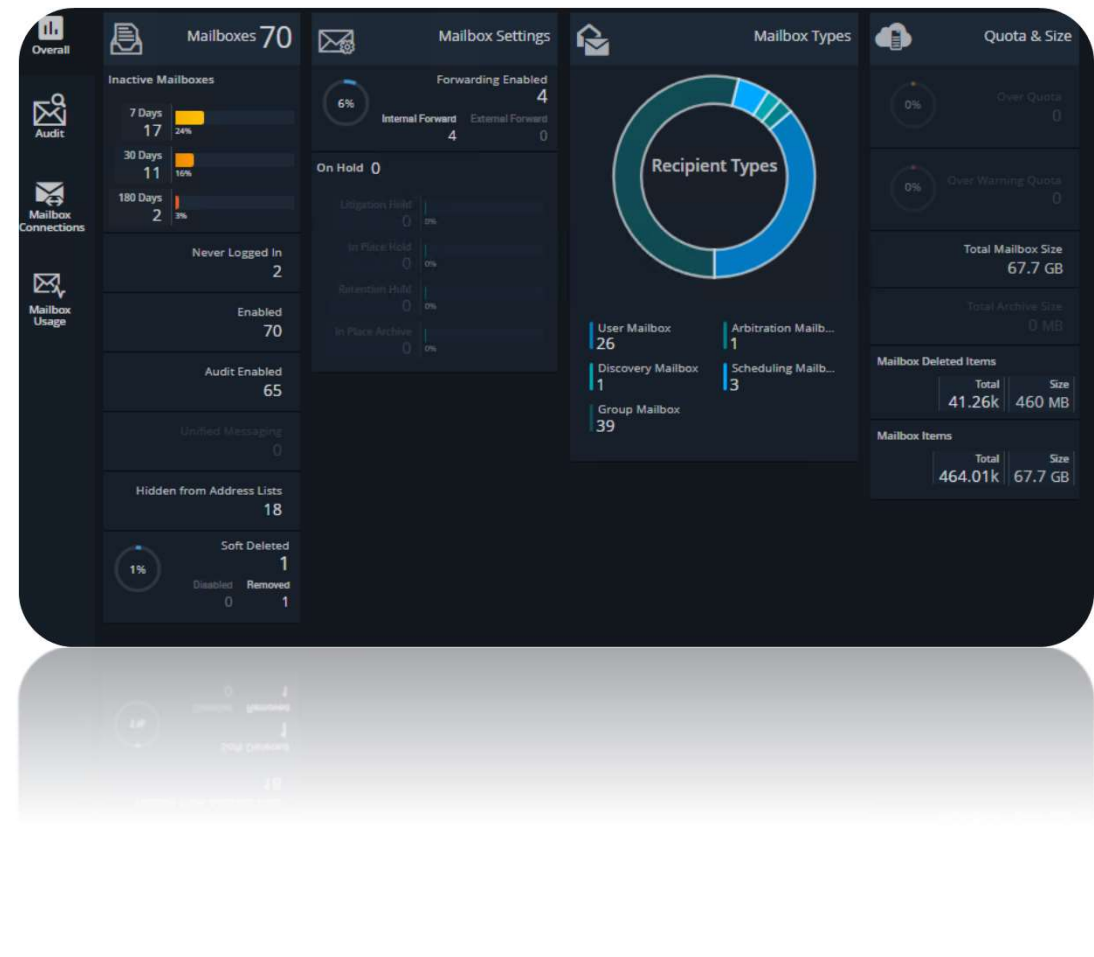 Overall
Audit
Mailbox
Connections
Mailbox
Usage
Mailboxes 70
Inactive Mailboxes
7 Days
17
24%
30 Days
11
16%
180 Days
2
3%
Never Logged In
2
Enabled
70
Audit Enabled
65
Unified Messaging
0
Hidden from Address Lists
18
Soft Deleted
1
1%
Disabled Removed
0 1
Mailbox Settings
Forwarding Enabled
4
6%
Internal Forward External Forward
4 0
On Hold 0
Litigation Hold
0 0%
In Place Hold
0 0%
Retention Hold
0 0%
In Place Archive
0 0%
Mailbox Types
Recipient Types
User Mailbox
26
Arbitration Mailb...
1
Discovery Mailbox
1
Scheduling Mailb...
3
Group Mailbox
39
Quota & Size
0%
Over Quota
0
0%
Over Warning Quota
0
Total Mailbox Size
67.7 GB
Total Archive Size
0 MB
Mailbox Deleted Items
Total Size
41.26k 460 MB
Mailbox Items
Total Size
464.01k 67.7 GB